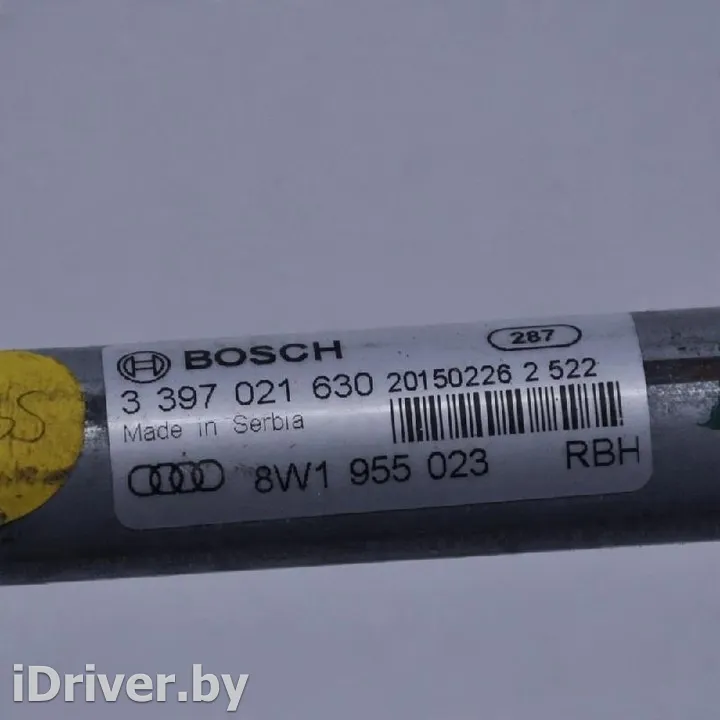 BOSCH 287
3 397 021 630 20150226 2 522
Made in Serbia
8W1 955 023 RBH
iDriver.by